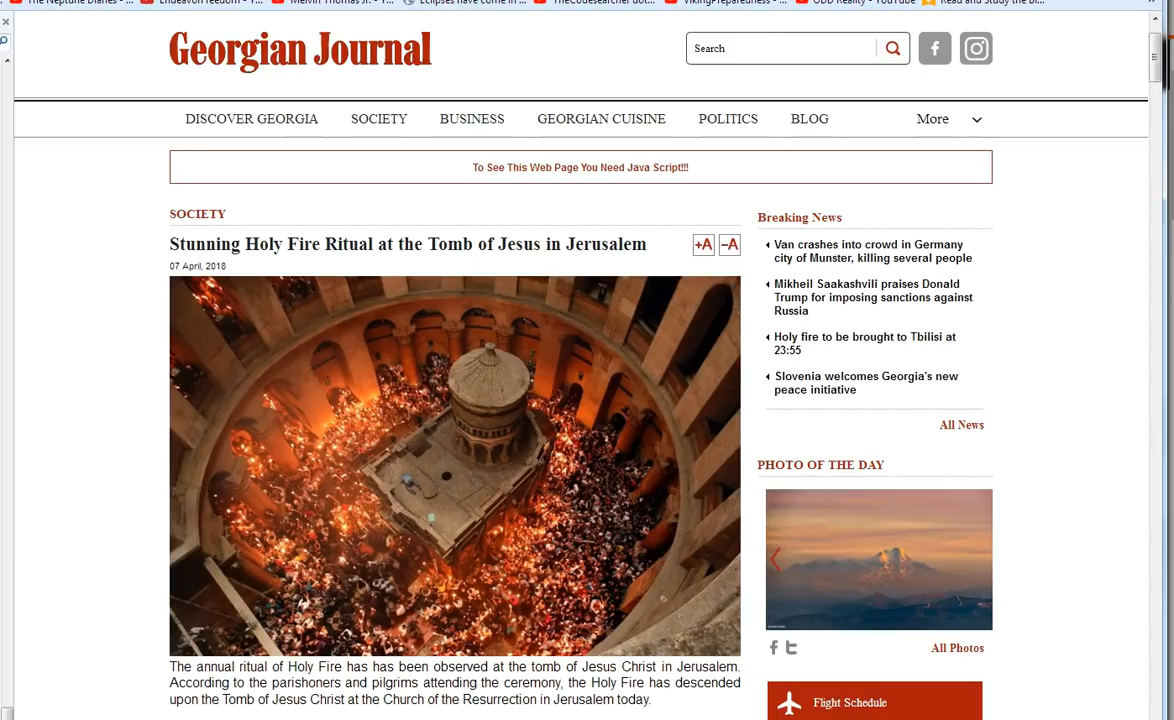 The Neptune Diaries - ...
EndeavorFreedom - Y...
Melvin Thomas Jr. - Y...
Eclipses have come in ...
TheCodesearcher dot...
VikingPreparedness - ...
ODD Reality - YouTube
Read and Study the Bi...
Georgian Journal
Search
DISCOVER GEORGIA
SOCIETY
BUSINESS
GEORGIAN CUISINE
POLITICS
BLOG
More
To See This Web Page You Need Java Script!!!
SOCIETY
Stunning Holy Fire Ritual at the Tomb of Jesus in Jerusalem
+A
–A
07 April, 2018
The annual ritual of Holy Fire has has been observed at the tomb of Jesus Christ in Jerusalem.
According to the parishoners and pilgrims attending the ceremony, the Holy Fire has descended
upon the Tomb of Jesus Christ at the Church of the Resurrection in Jerusalem today.
Breaking News
Van crashes into crowd in Germany
city of Munster, killing several people
Mikheil Saakashvili praises Donald
Trump for imposing sanctions against
Russia
Holy fire to be brought to Tbilisi at
23:55
Slovenia welcomes Georgia's new
peace initiative
All News
PHOTO OF THE DAY
All Photos
Flight Schedule